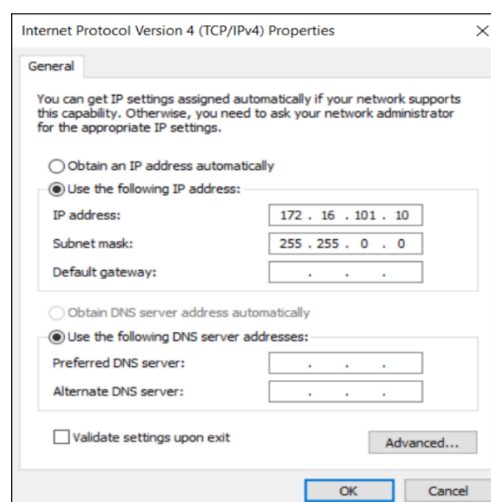 Internet Protocol Version 4 (TCP/IPv4) Properties
General
You can get IP settings assigned automatically if your network supports
this capability. Otherwise, you need to ask your network administrator
for the appropriate IP settings.
Obtain an IP address automatically
Use the following IP address:
IP address: 172 . 16 . 101 . 10
Subnet mask: 255 . 255 . 0 . 0
Default gateway: . . .
Obtain DNS server address automatically
Use the following DNS server addresses:
Preferred DNS server: . . .
Alternate DNS server: . . .
Validate settings upon exit
Advanced...
OK Cancel